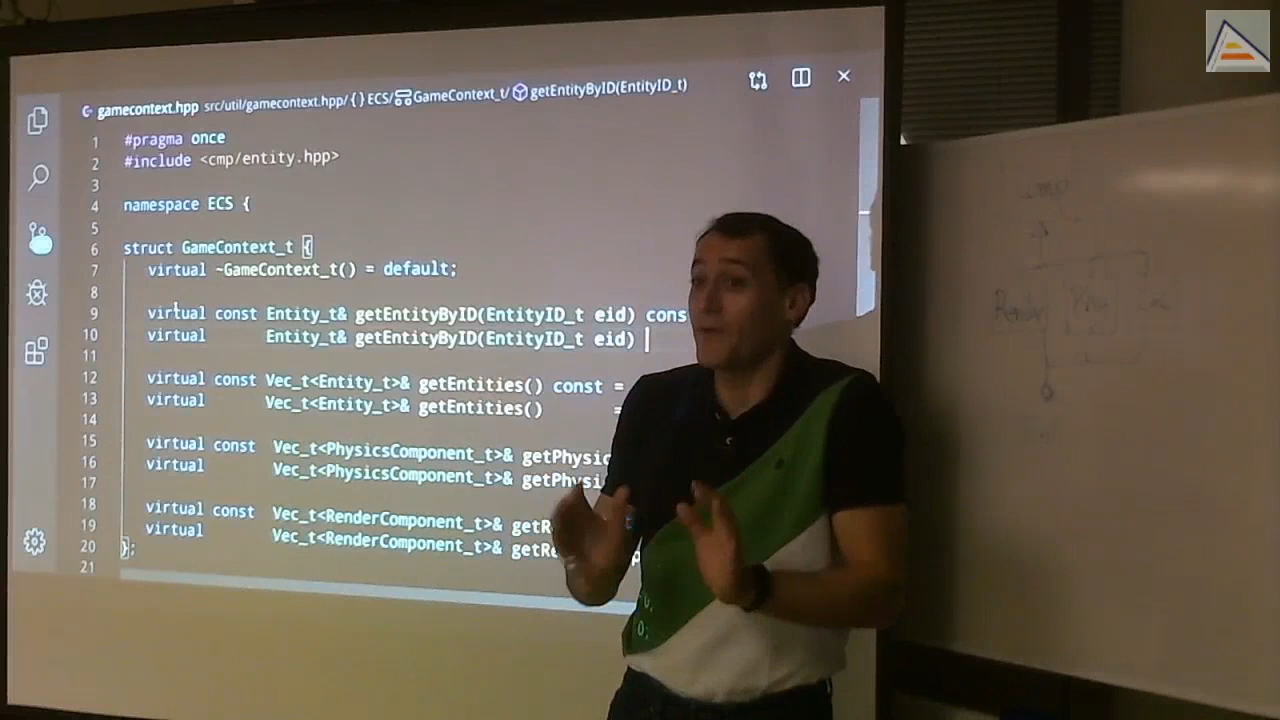 gamecontext.hpp src/util/gamecontext.hpp/ { } ECS/ GameContext_t/ getEntityByID(EntityID_t)
1 #pragma once
2 #include <cmp/entity.hpp>
3
4 namespace ECS {
5
6 struct GameContext_t {
7 virtual ~GameContext_t() = default;
8
9 virtual const Entity_t& getEntityByID(EntityID_t eid) cons
10 virtual Entity_t& getEntityByID(EntityID_t eid)
11
12 virtual const Vec_t<Entity_t>& getEntities() const =
13 virtual Vec_t<Entity_t>& getEntities() =
14
15 virtual const Vec_t<PhysicsComponent_t>& getPhysic
16 virtual Vec_t<PhysicsComponent_t>& getPhysi
17
18 virtual const Vec_t<RenderComponent_t>& getR
19 virtual Vec_t<RenderComponent_t>& getRe
20 };
21
Render Phy